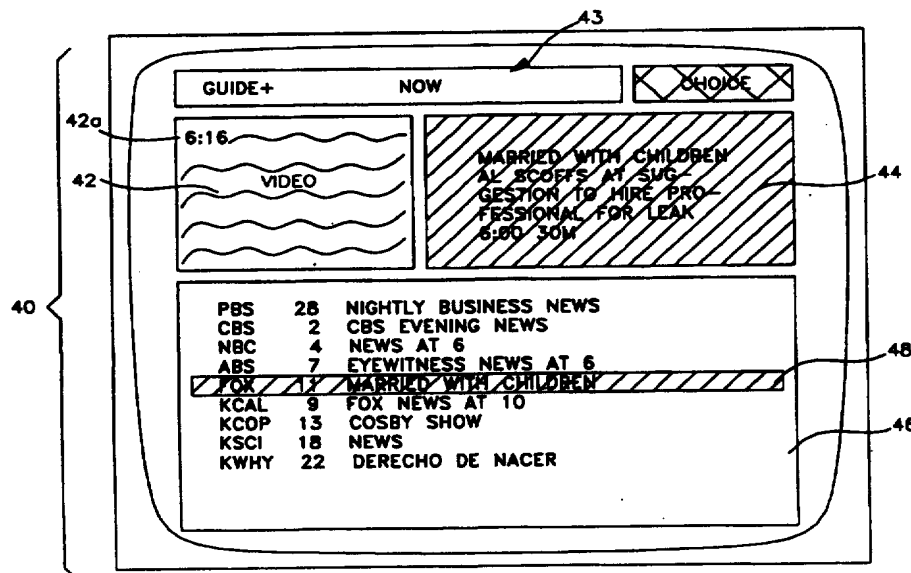 43
GUIDE+ NOW CHOICE
42a
6:16
VIDEO
42
MARRIED WITH CHILDREN
AL SCOFFS AT SUG-
GESTION TO HIRE PRO-
FESSIONAL FOR LEAK
6:00 30M
44
40
PBS 28 NIGHTLY BUSINESS NEWS
CBS 2 CBS EVENING NEWS
NBC 4 NEWS AT 6
ABS 7 EYEWITNESS NEWS AT 6
FOX 11 MARRIED WITH CHILDREN
48
KCAL 9 FOX NEWS AT 10
KCOP 13 COSBY SHOW
46
KSCI 18 NEWS
KWHY 22 DERECHO DE NACER